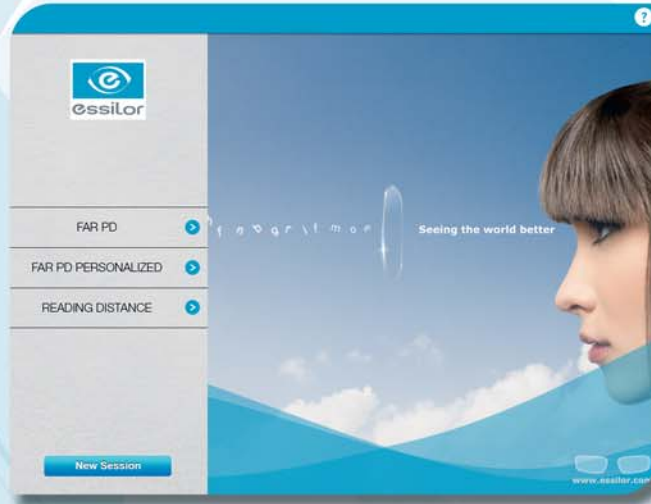 ?
essilor
FAR PD
Seeing the world better
FAR PD PERSONALIZED
READING DISTANCE
New Session
www.essilor.com